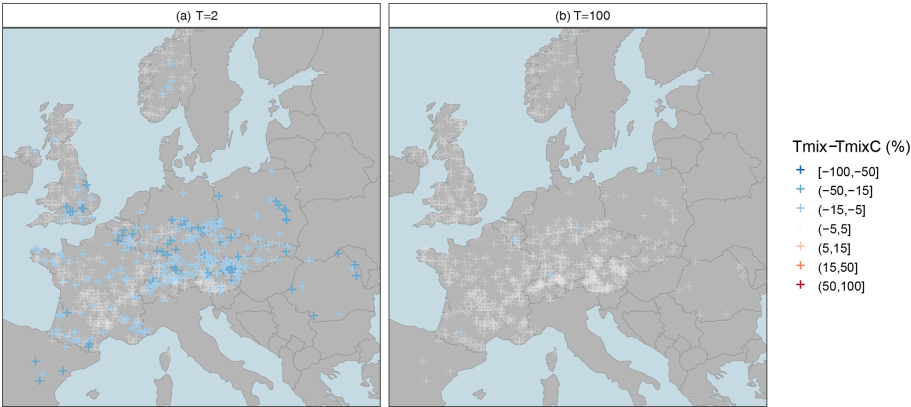 (a) T=2
(b) T=100
Tmix−TmixC (%)
[−100,−50]
(−50,−15]
(−15,−5]
(−5,5]
(5,15]
(15,50]
(50,100]